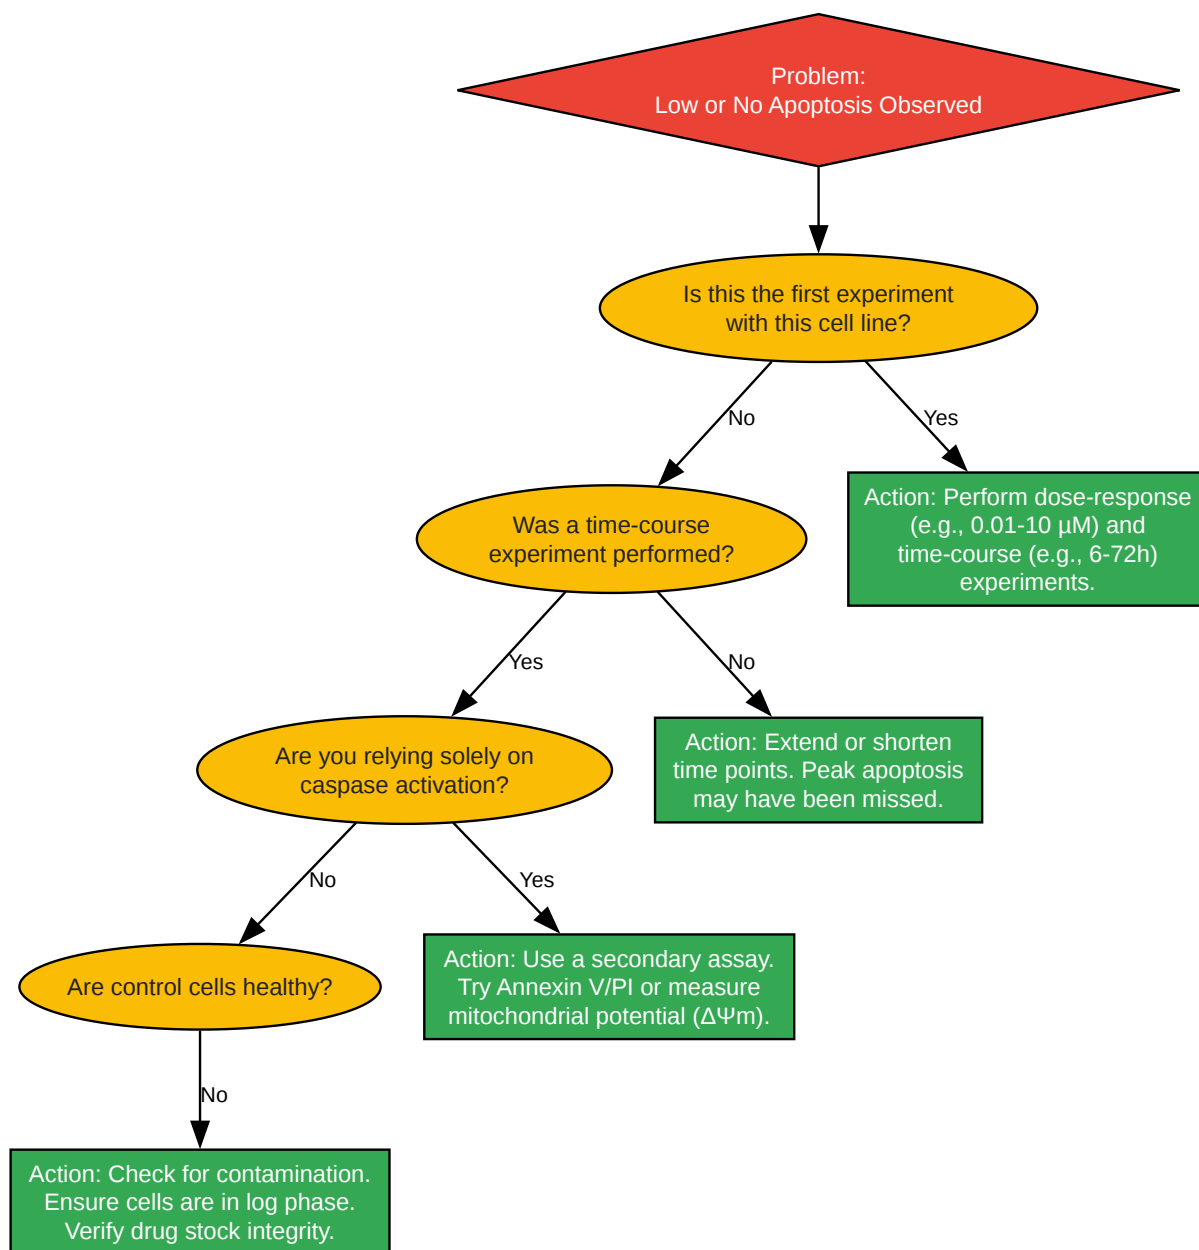 Problem:
Low or No Apoptosis Observed
Is this the first experiment
with this cell line?
No
Yes
Was a time-course
experiment performed?
Action: Perform dose-response
(e.g., 0.01-10 µM) and
time-course (e.g., 6-72h)
experiments.
Yes
No
Are you relying solely on
caspase activation?
Action: Extend or shorten
time points. Peak apoptosis
may have been missed.
No
Yes
Are control cells healthy?
Action: Use a secondary assay.
Try Annexin V/PI or measure
mitochondrial potential (ΔΨm).
No
Action: Check for contamination.
Ensure cells are in log phase.
Verify drug stock integrity.